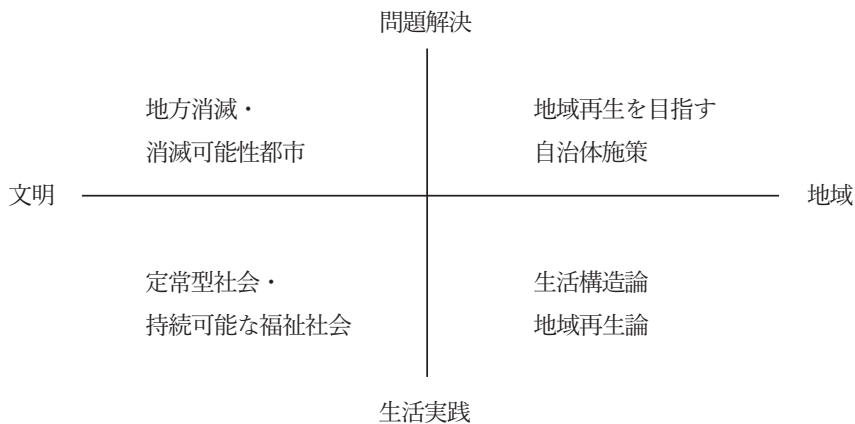 問題解決
地方消滅・
消滅可能性都市
地域再生を目指す
自治体施策
文明
地域
定常型社会・
持続可能な福祉社会
生活構造論
地域再生論
生活実践